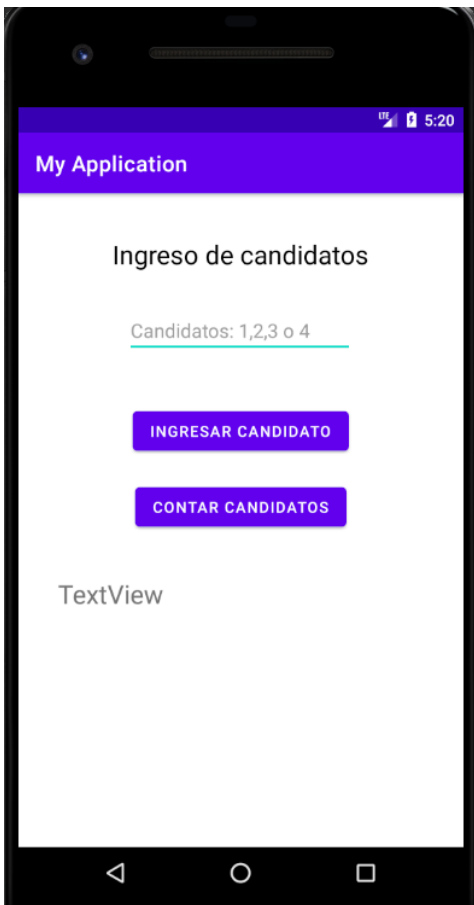 LTE 5:20
My Application
Ingreso de candidatos
Candidatos: 1,2,3 o 4
INGRESAR CANDIDATO
CONTAR CANDIDATOS
TextView